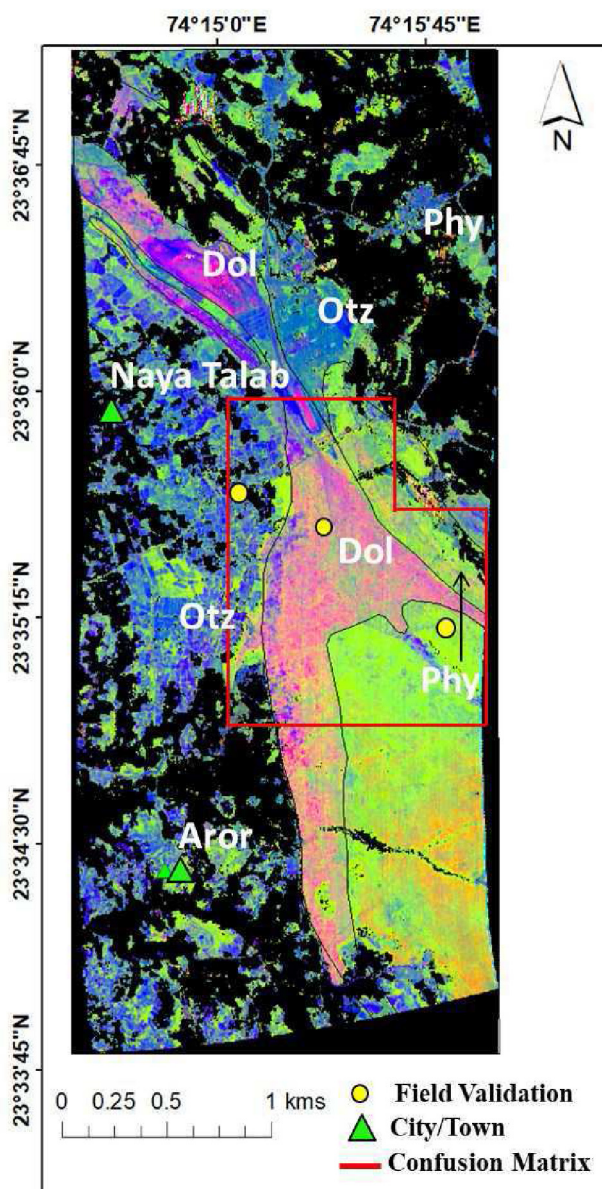 74°15'0"E 74°15'45"E
N
23°36'45"N
Phy
Dol
Otz
23°36'0"N
Naya Talab
Dol
23°35'15"N
Otz
Phy
23°34'30"N
Aror
23°33'45"N
0 0.25 0.5 1 kms
Field Validation
City/Town
Confusion Matrix